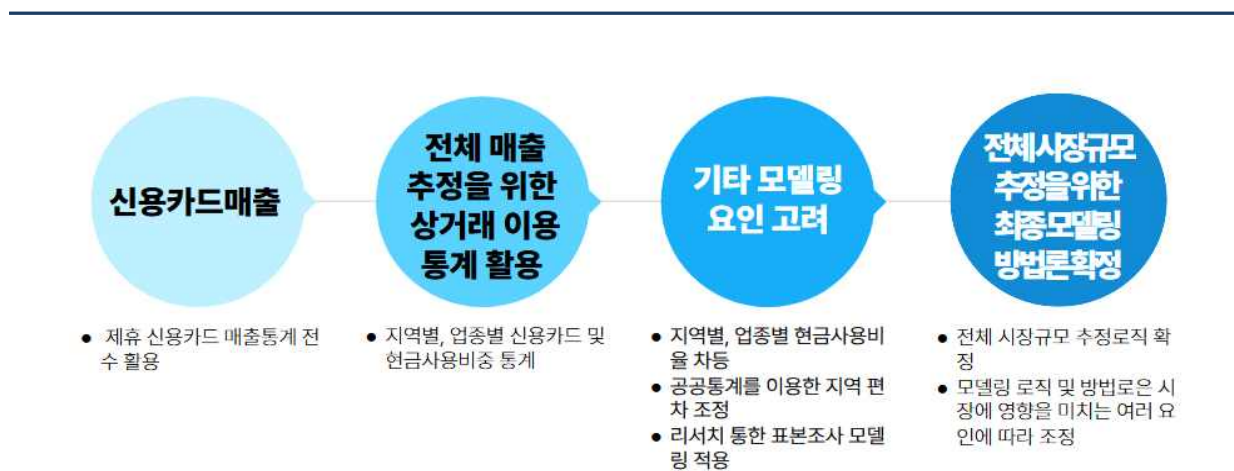 신용카드매출
전체 매출
추정을 위한
상거래 이용
통계 활용
기타 모델링
요인 고려
전체시장규모
추정을위한
최종모델링
방법론확정
● 제휴 신용카드 매출통계 전
수 활용
● 지역별, 업종별 신용카드 및
현금사용비중 통계
● 지역별, 업종별 현금사용비
율 차등
● 공공통계를 이용한 지역 편
차 조정
● 리서치 통한 표본조사 모델
링 적용
● 전체 시장규모 추정로직 확
정
● 모델링 로직 및 방법로은 시
장에 영향을 미치는 여러 요
인에 따라 조정